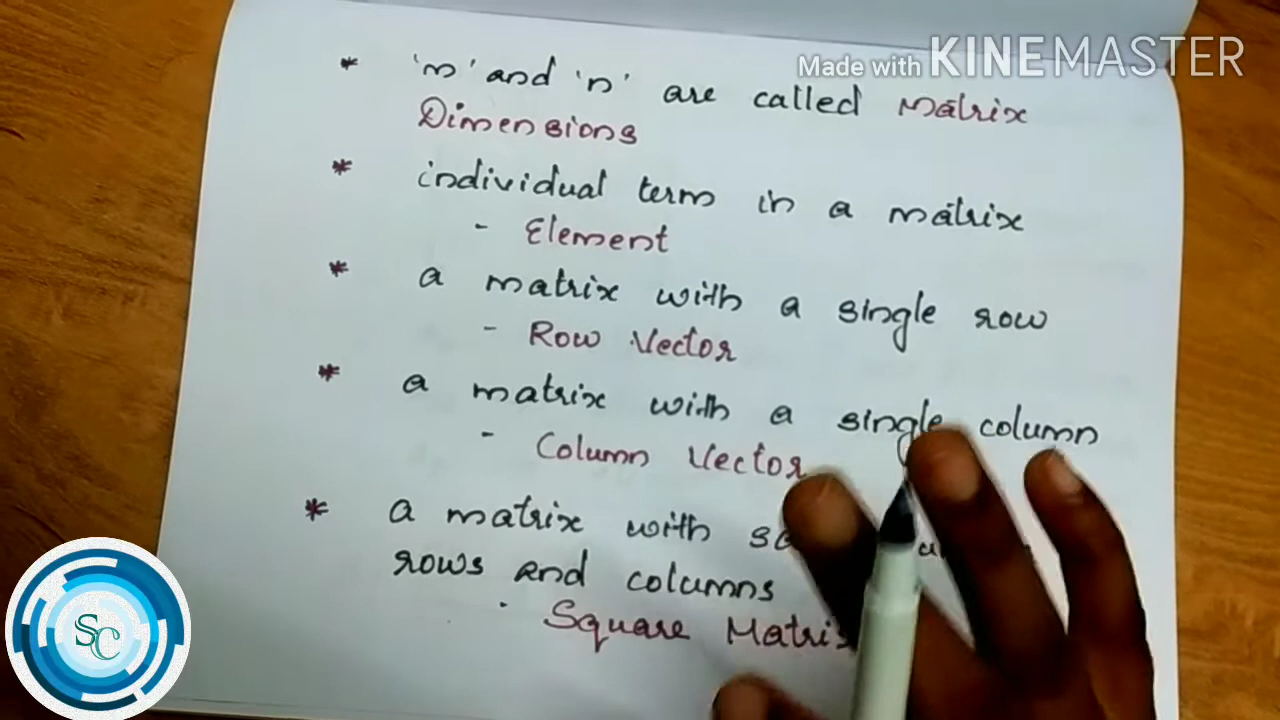 Made with KINEMASTER
* 'm' and 'n' are called Matrix
Dimensions
* individual term in a matrix
- Element
* a matrix with a single row
- Row Vector
* a matrix with a single column
- Column Vector
* a matrix with
rows and columns
- Square Matrix
SC